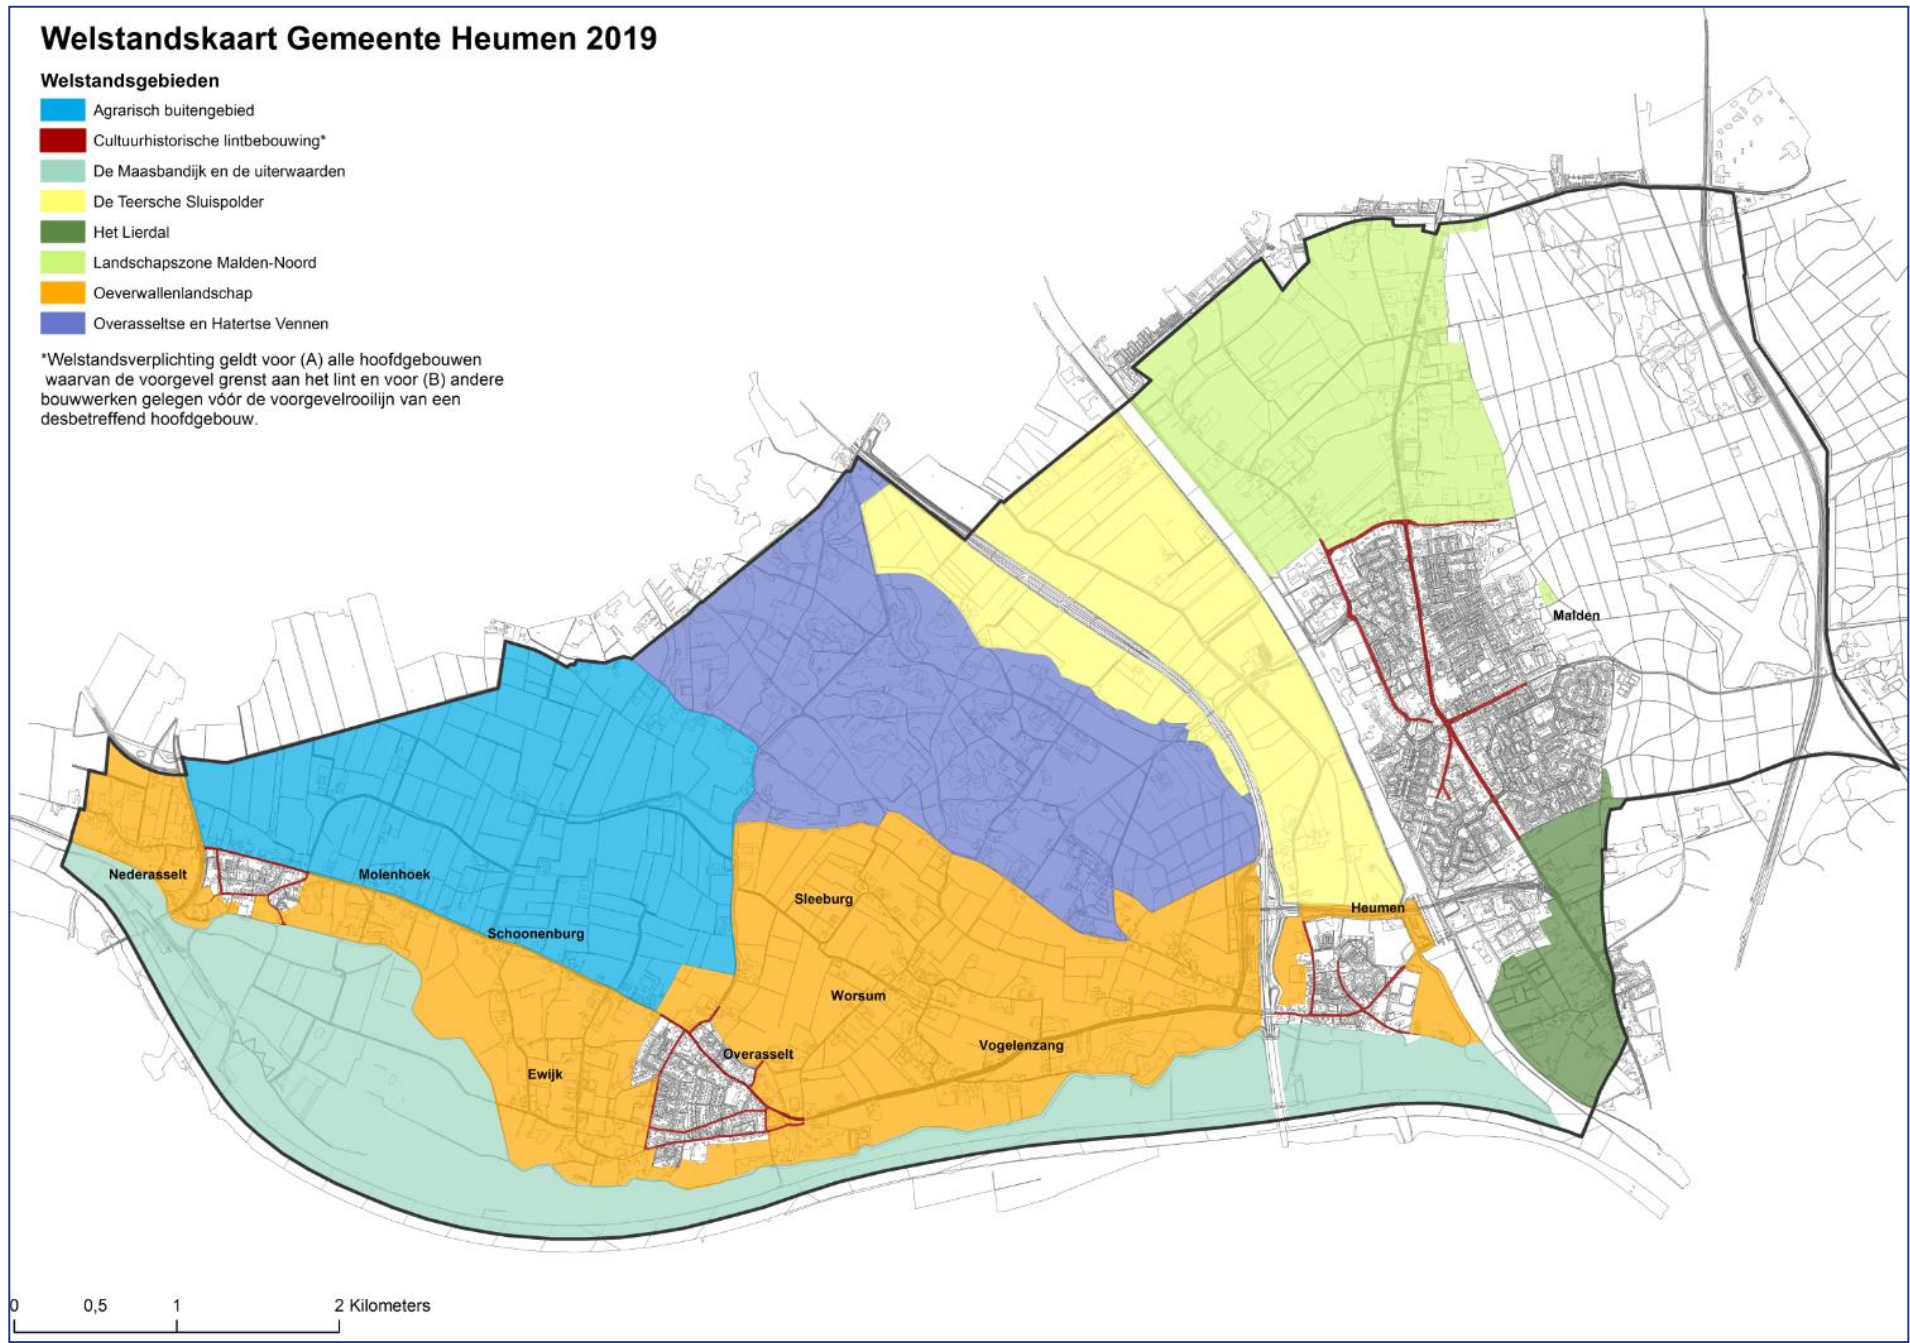 Welstandskaart Gemeente Heumen 2019
Welstandsgebieden
Agrarisch buitengebied
Cultuurhistorische lintbebouwing*
De Maasbandijk en de uiterwaarden
De Teersche Sluispolder
Het Lierdal
Landschapszone Malden-Noord
Oeverwallenlandschap
Overasseltse en Hatertse Vennen
*Welstandsverplichting geldt voor (A) alle hoofdgebouwen
waarvan de voorgevel grenst aan het lint en voor (B) andere
bouwwerken gelegen vóór de voorgevelrooilijn van een
desbetreffend hoofdgebouw.
Malden
Nederasselt
Molenhoek
Sleeburg
Heumen
Schoonenburg
Worsum
Vogelenzang
Overasselt
Ewijk
0 0,5 1 2 Kilometers